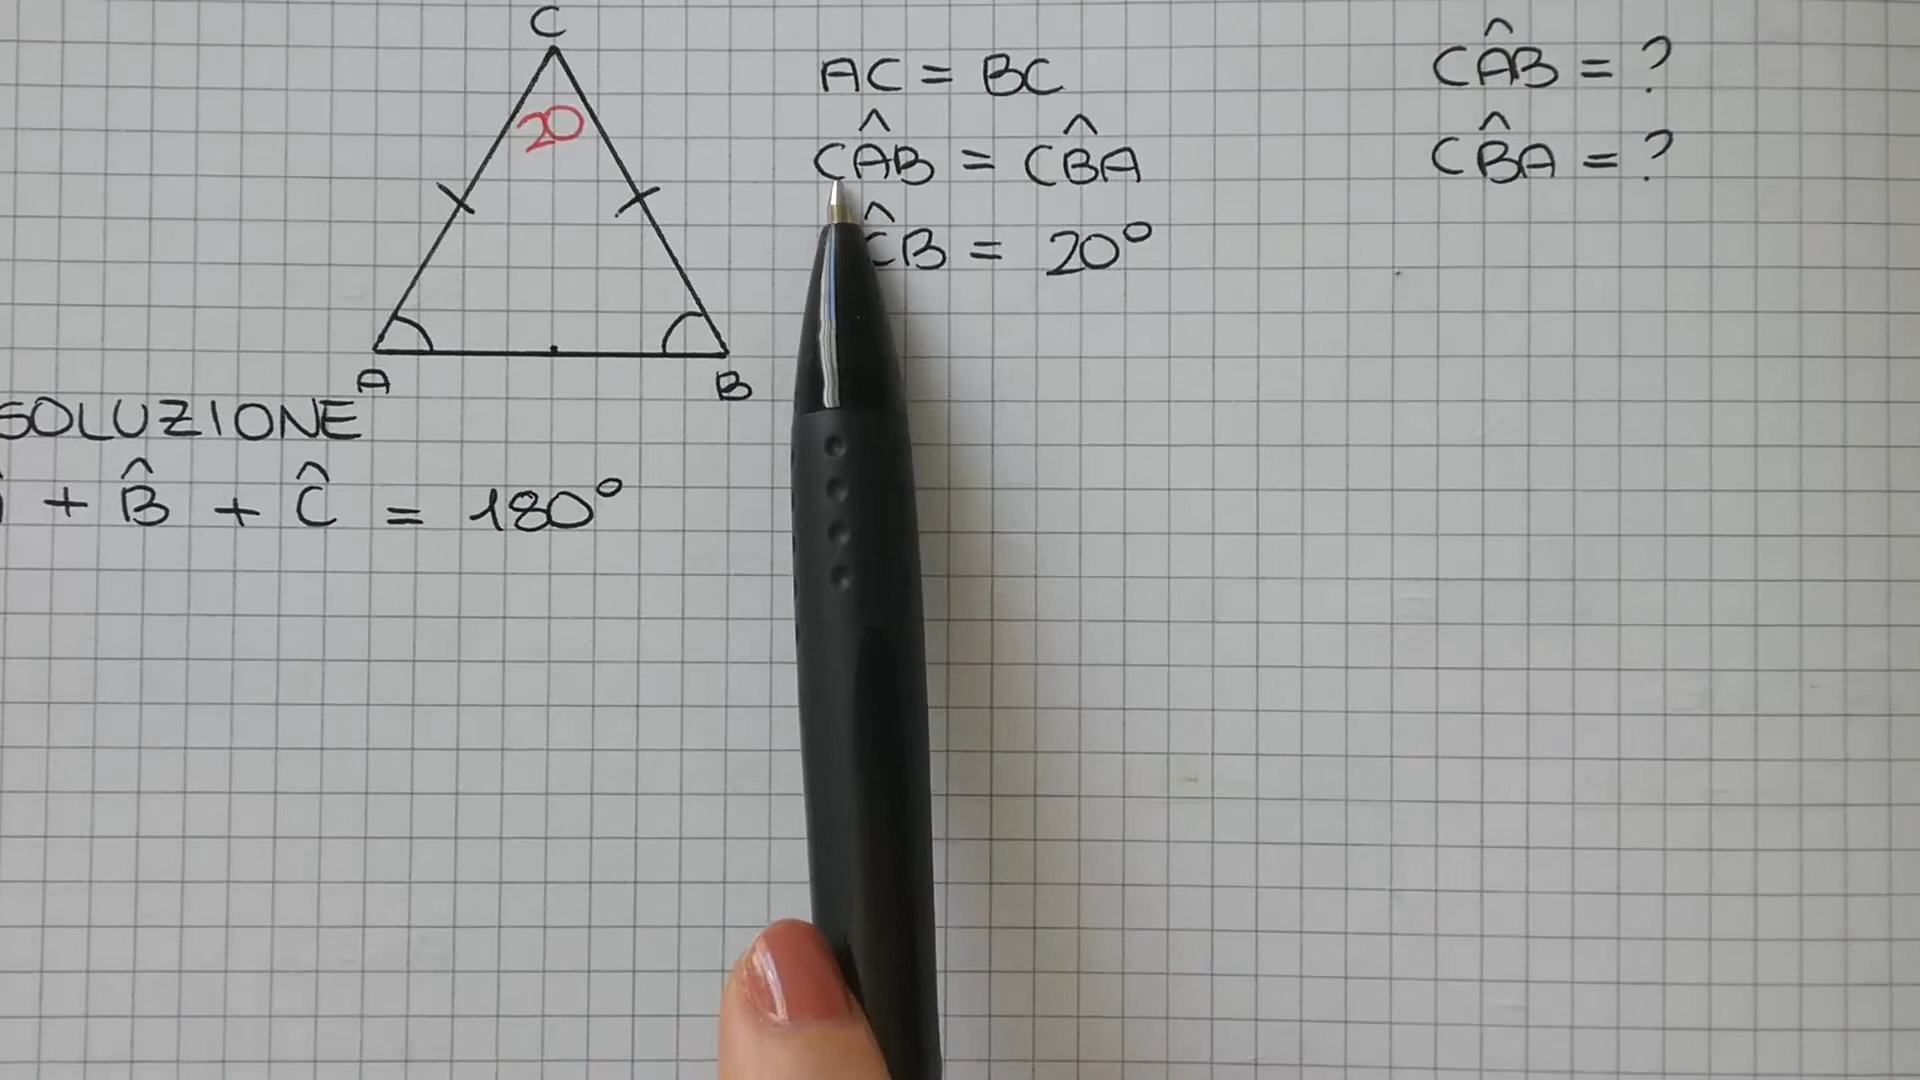 C
20
A
B
AC = BC
CÂB = CB̂A
ĈB = 20°
CÂB = ?
CB̂A = ?
SOLUZIONE
+ B̂ + Ĉ = 180°